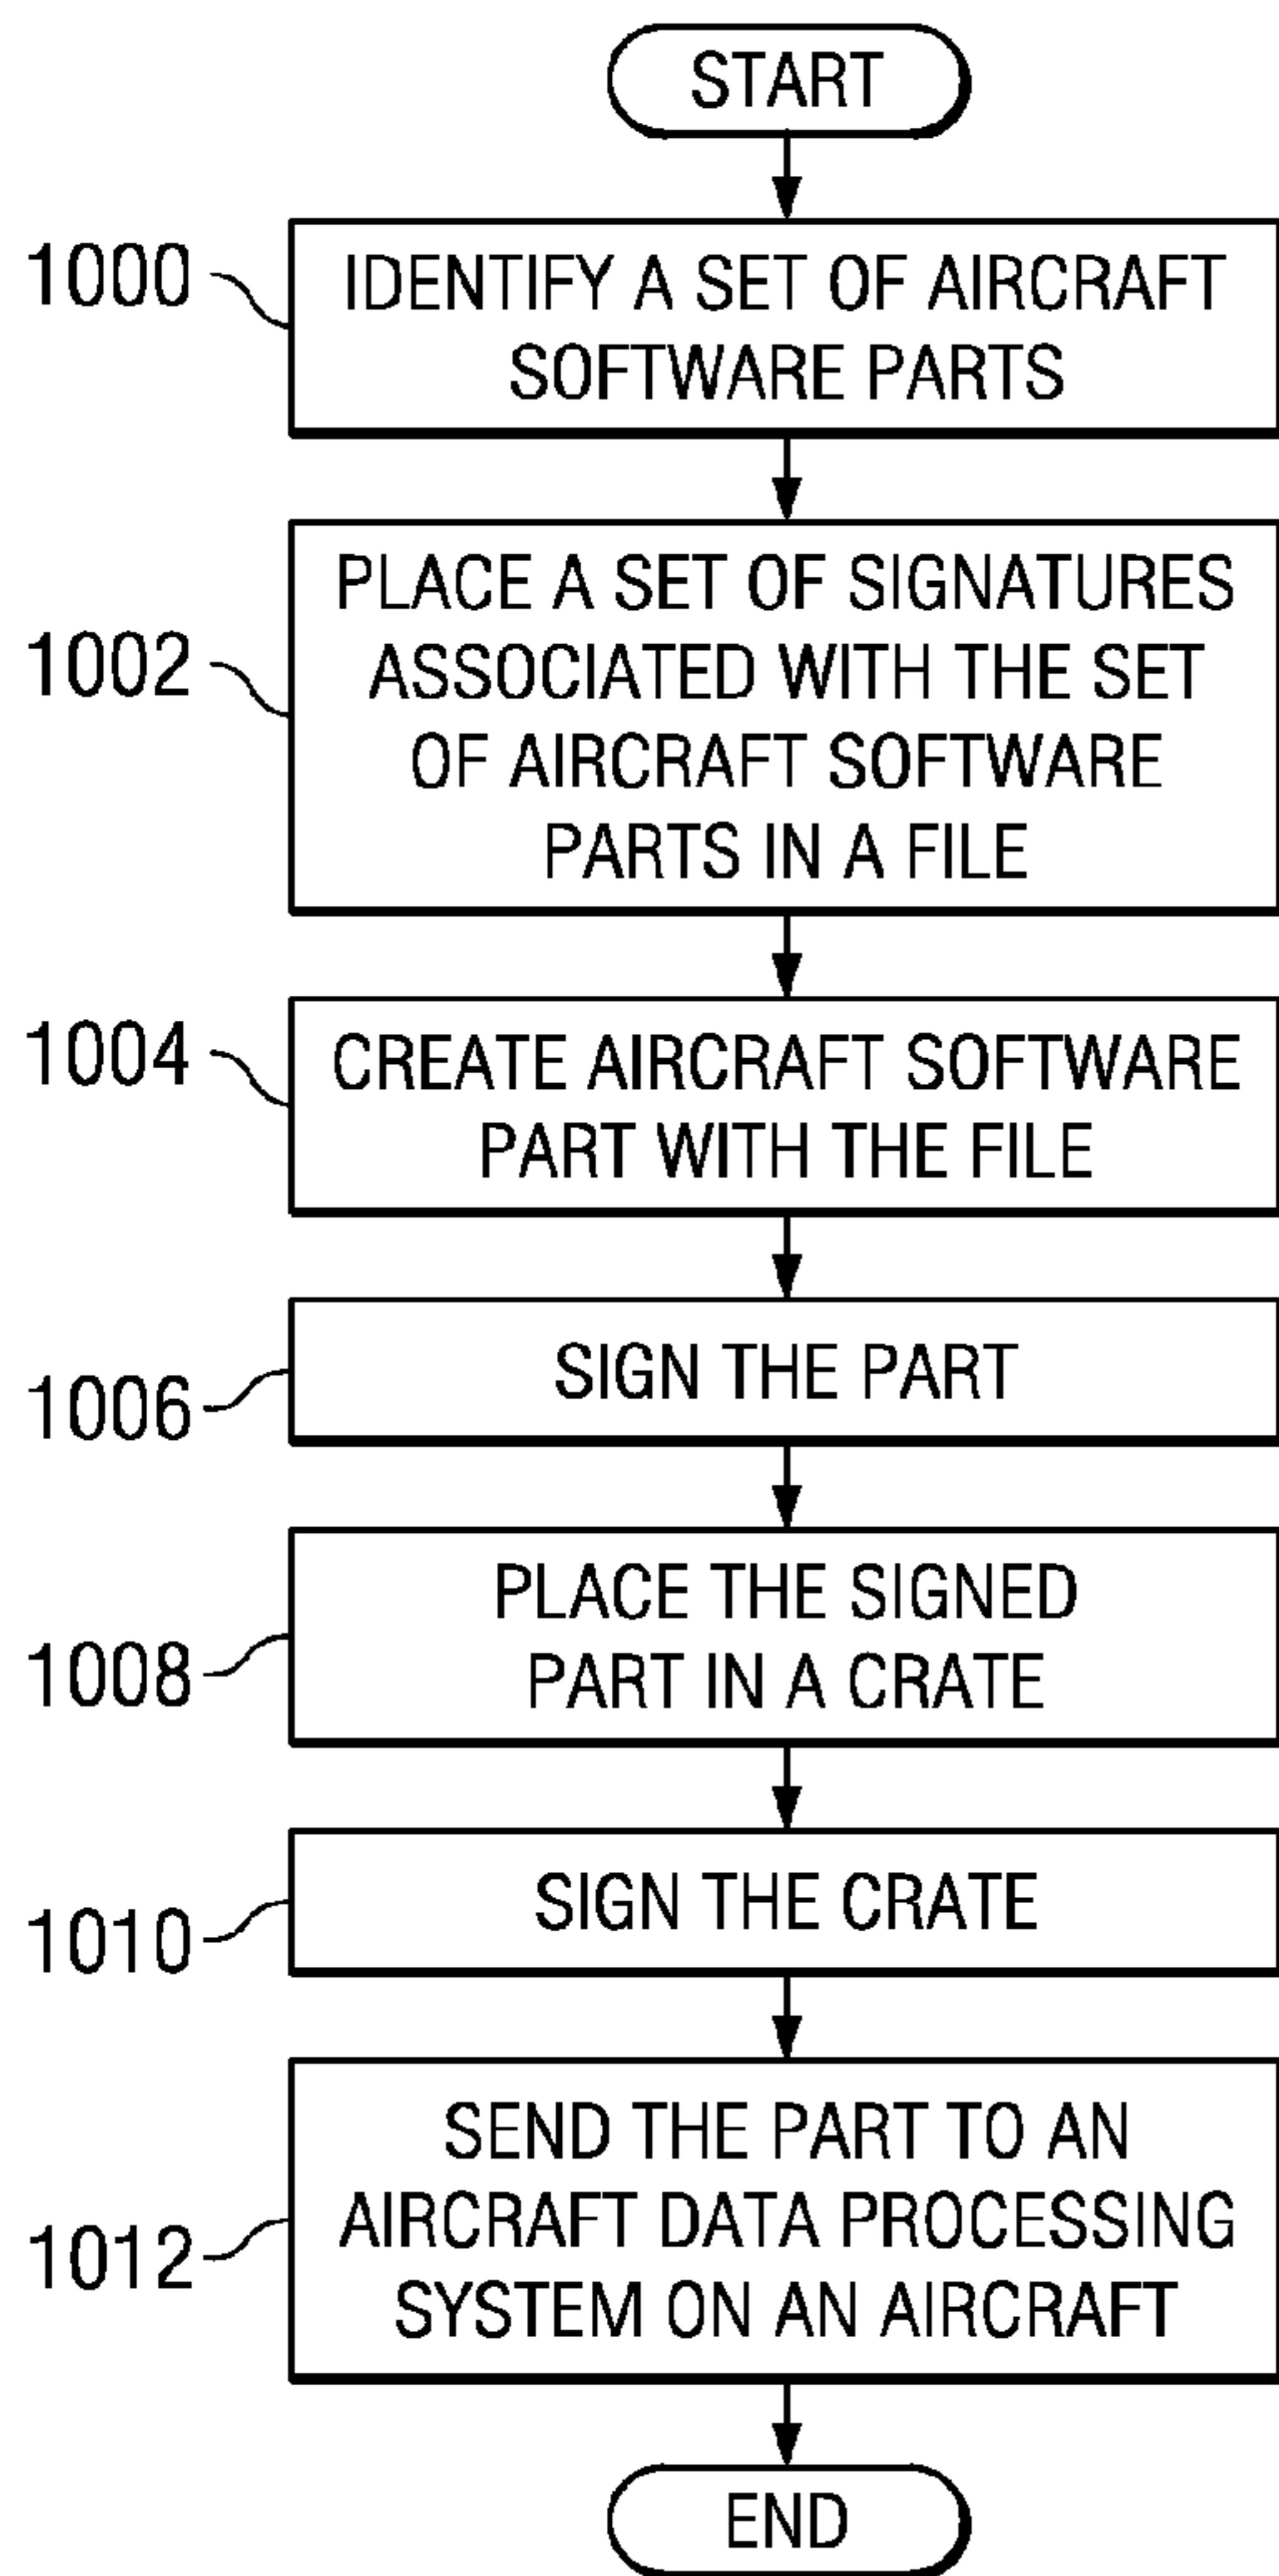 START
1000
IDENTIFY A SET OF AIRCRAFT
SOFTWARE PARTS
1002
PLACE A SET OF SIGNATURES
ASSOCIATED WITH THE SET
OF AIRCRAFT SOFTWARE
PARTS IN A FILE
1004
CREATE AIRCRAFT SOFTWARE
PART WITH THE FILE
1006
SIGN THE PART
1008
PLACE THE SIGNED
PART IN A CRATE
1010
SIGN THE CRATE
1012
SEND THE PART TO AN
AIRCRAFT DATA PROCESSING
SYSTEM ON AN AIRCRAFT
END